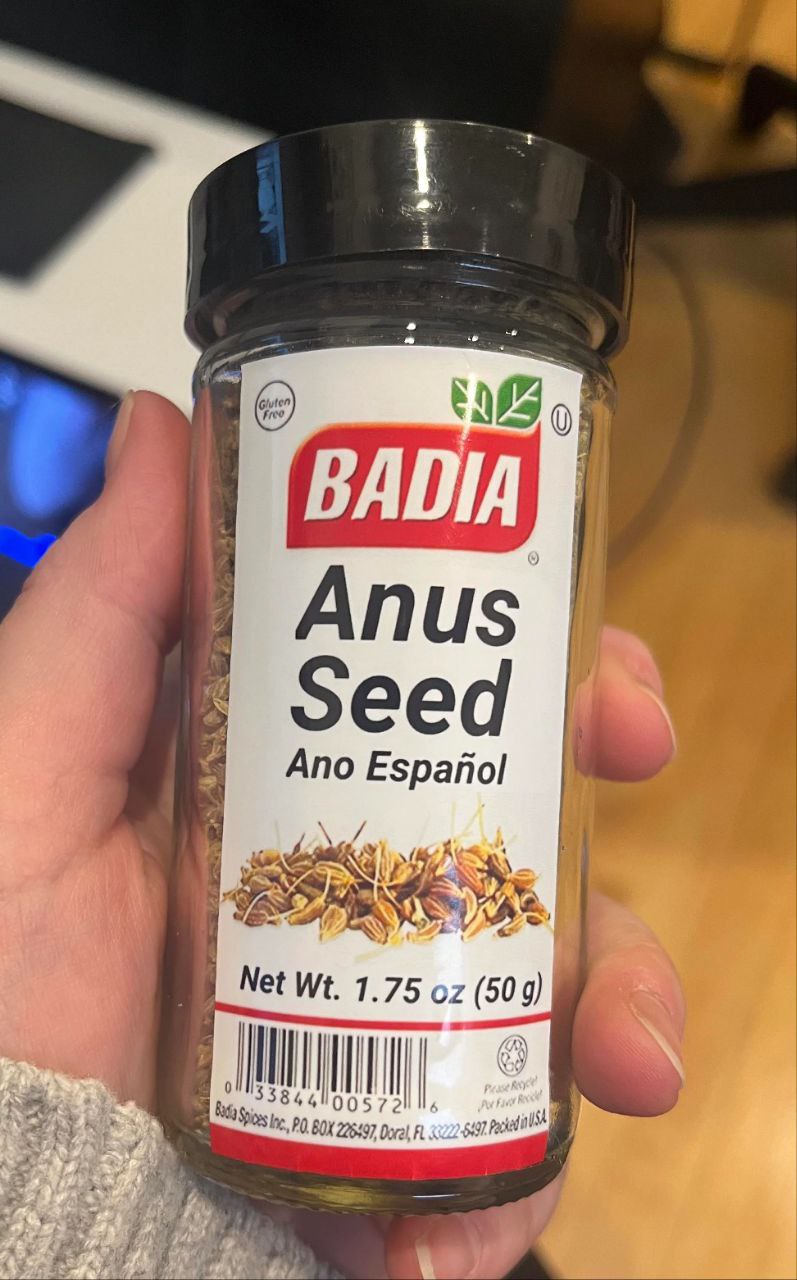 Gluten
Free
U
BADIA
Anus
Seed
Ano Español
Net Wt. 1.75 oz (50 g)
0 33844 00572 6
Please Recycle!
¡Por Favor Recicle!
Badia Spices Inc., P.O. BOX 226497, Doral, FL 33222-6497. Packed in U.S.A.